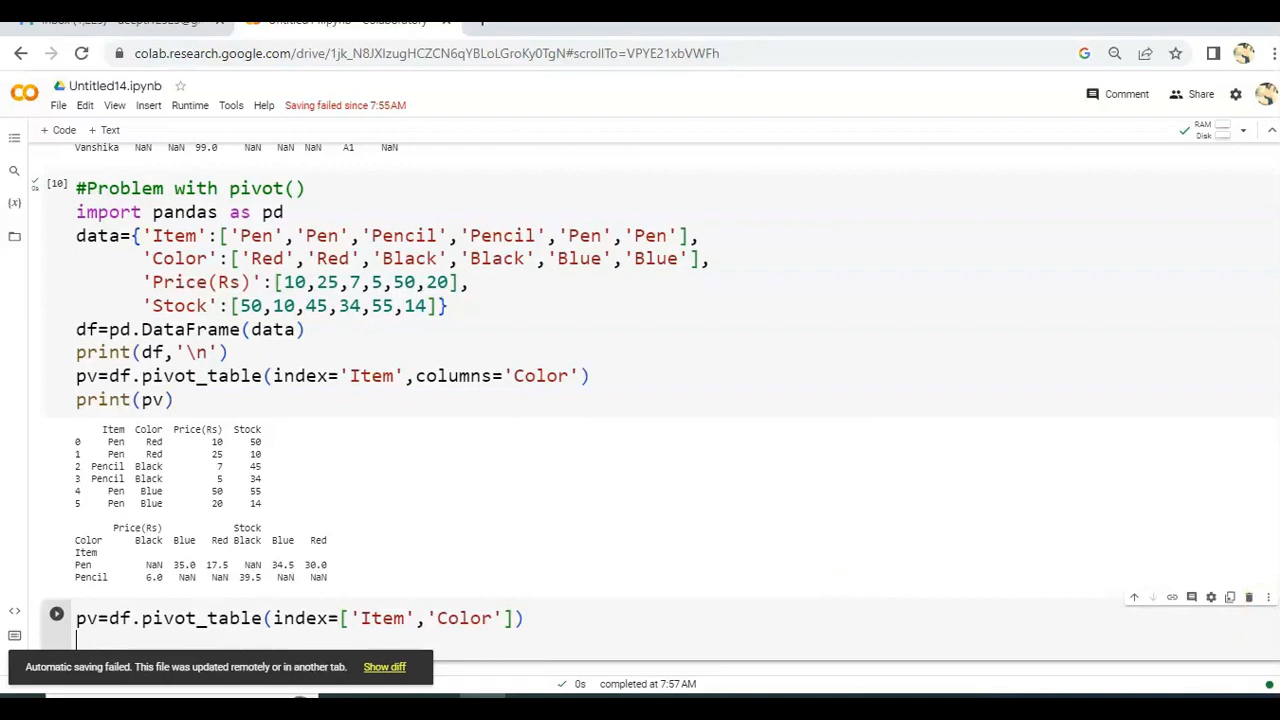 colab.research.google.com/drive/1jk_N8JXIzugHCZCN6qYBLoLGroKy0TgN#scrollTo=VPYE21xbVWFh
Untitled14.ipynb
File Edit View Insert Runtime Tools Help Saving failed since 7:55AM
Comment
Share
+ Code + Text
RAM
Disk
Vanshika NaN NaN 99.0 NaN NaN NaN A1 NaN
[10]
0s
#Problem with pivot()
import pandas as pd
data={'Item':['Pen','Pen','Pencil','Pencil','Pen','Pen'],
'Color':['Red','Red','Black','Black','Blue','Blue'],
'Price(Rs)':[10,25,7,5,50,20],
'Stock':[50,10,45,34,55,14]}
df=pd.DataFrame(data)
print(df,'\n')
pv=df.pivot_table(index='Item',columns='Color')
print(pv)
Item Color Price(Rs) Stock
0 Pen Red 10 50
1 Pen Red 25 10
2 Pencil Black 7 45
3 Pencil Black 5 34
4 Pen Blue 50 55
5 Pen Blue 20 14
Price(Rs) Stock
Color Black Blue Red Black Blue Red
Item
Pen NaN 35.0 17.5 NaN 34.5 30.0
Pencil 6.0 NaN NaN 39.5 NaN NaN
pv=df.pivot_table(index=['Item','Color'])
Automatic saving failed. This file was updated remotely or in another tab. Show diff
0s completed at 7:57AM